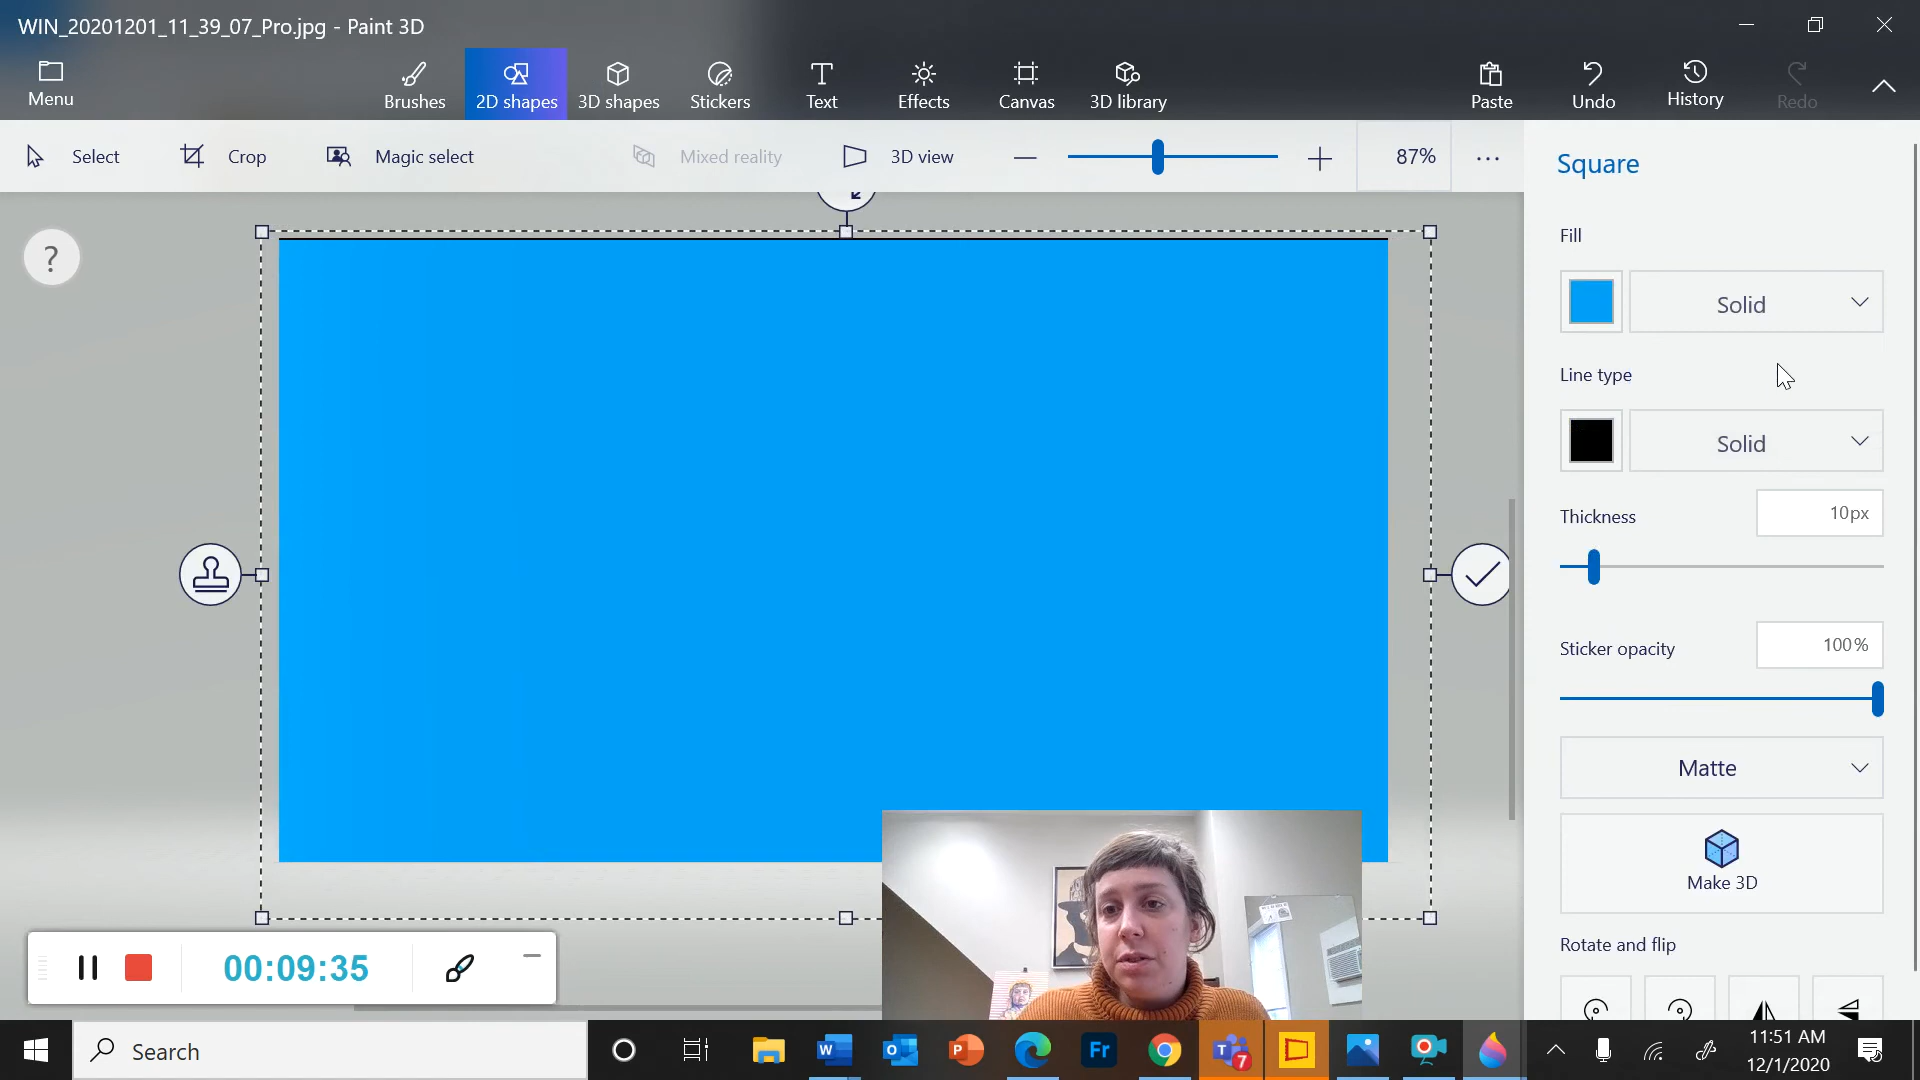 WIN_20201201_11_39_07_Pro.jpg - Paint 3D
Menu
Brushes
2D shapes
3D shapes
Stickers
Text
Effects
Canvas
3D library
Paste
Undo
History
Redo
Select
Crop
Magic select
Mixed reality
3D view
87%
...
Square
?
Fill
Solid
Line type
Solid
Thickness
10px
Sticker opacity
100%
Matte
Make 3D
Rotate and flip
00:09:35
Search
W
O
P
Fr
T
7
11:51 AM
12/1/2020